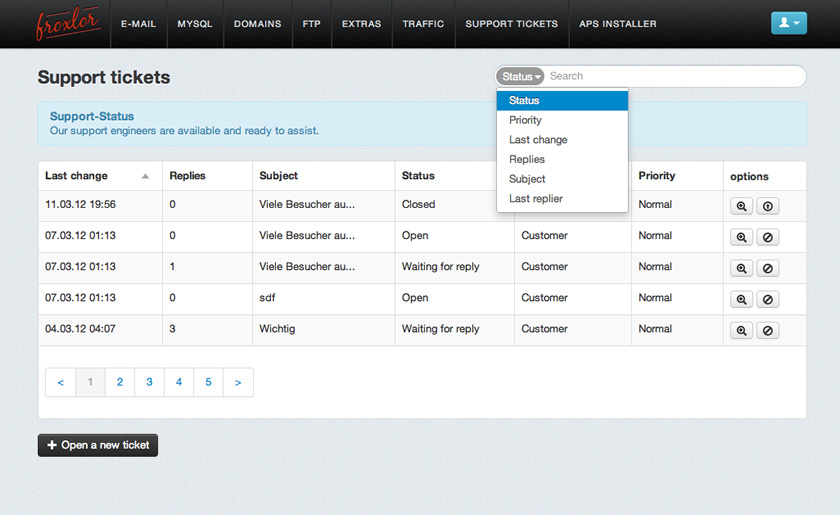 froxlor E-MAIL MYSQL DOMAINS FTP EXTRAS TRAFFIC SUPPORT TICKETS APS INSTALLER
Support tickets
Status Search
Status
Priority
Last change
Replies
Subject
Last replier
Support-Status
Our support engineers are available and ready to assist.
Last change Replies Subject Status Priority options
11.03.12 19:56 0 Viele Besucher au... Closed Normal
07.03.12 01:13 0 Viele Besucher au... Open Customer Normal
07.03.12 01:13 1 Viele Besucher au... Waiting for reply Customer Normal
07.03.12 01:13 0 sdf Open Customer Normal
04.03.12 04:07 3 Wichtig Waiting for reply Customer Normal
< 1 2 3 4 5 >
Open a new ticket